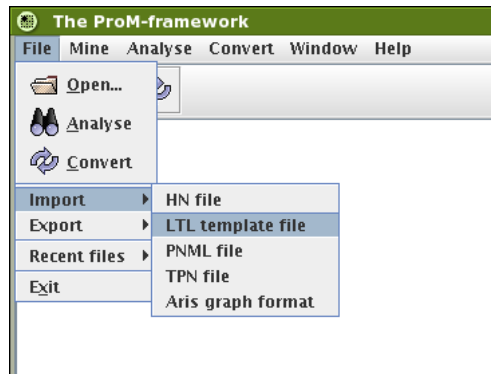 The ProM-framework
File Mine Analyse Convert Window Help
Open...
Analyse
Convert
Import
Export
Recent files
Exit
HN file
LTL template file
PNML file
TPN file
Aris graph format